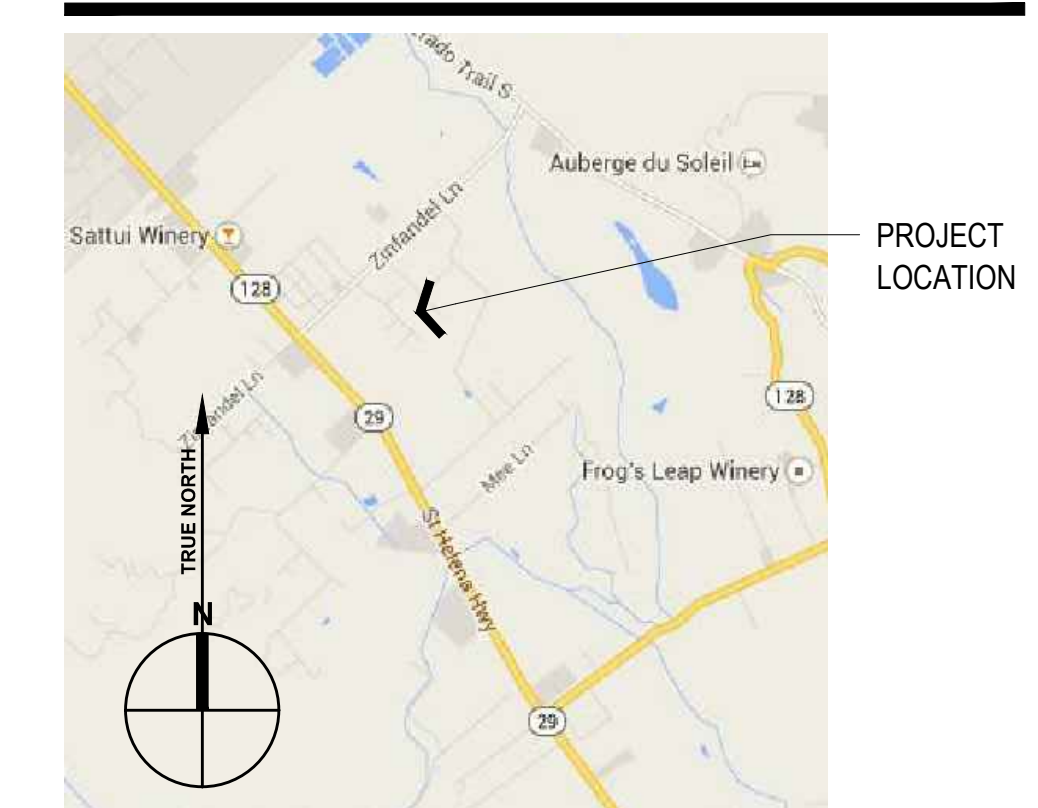 rado Trail S
Auberge du Soleil
Zinfandel Ln
Sattui Winery
PROJECT
LOCATION
128
128
Zinfandel Ln
29
Mee Ln
Frog's Leap Winery
TRUE NORTH
St Helena Hwy
N
29